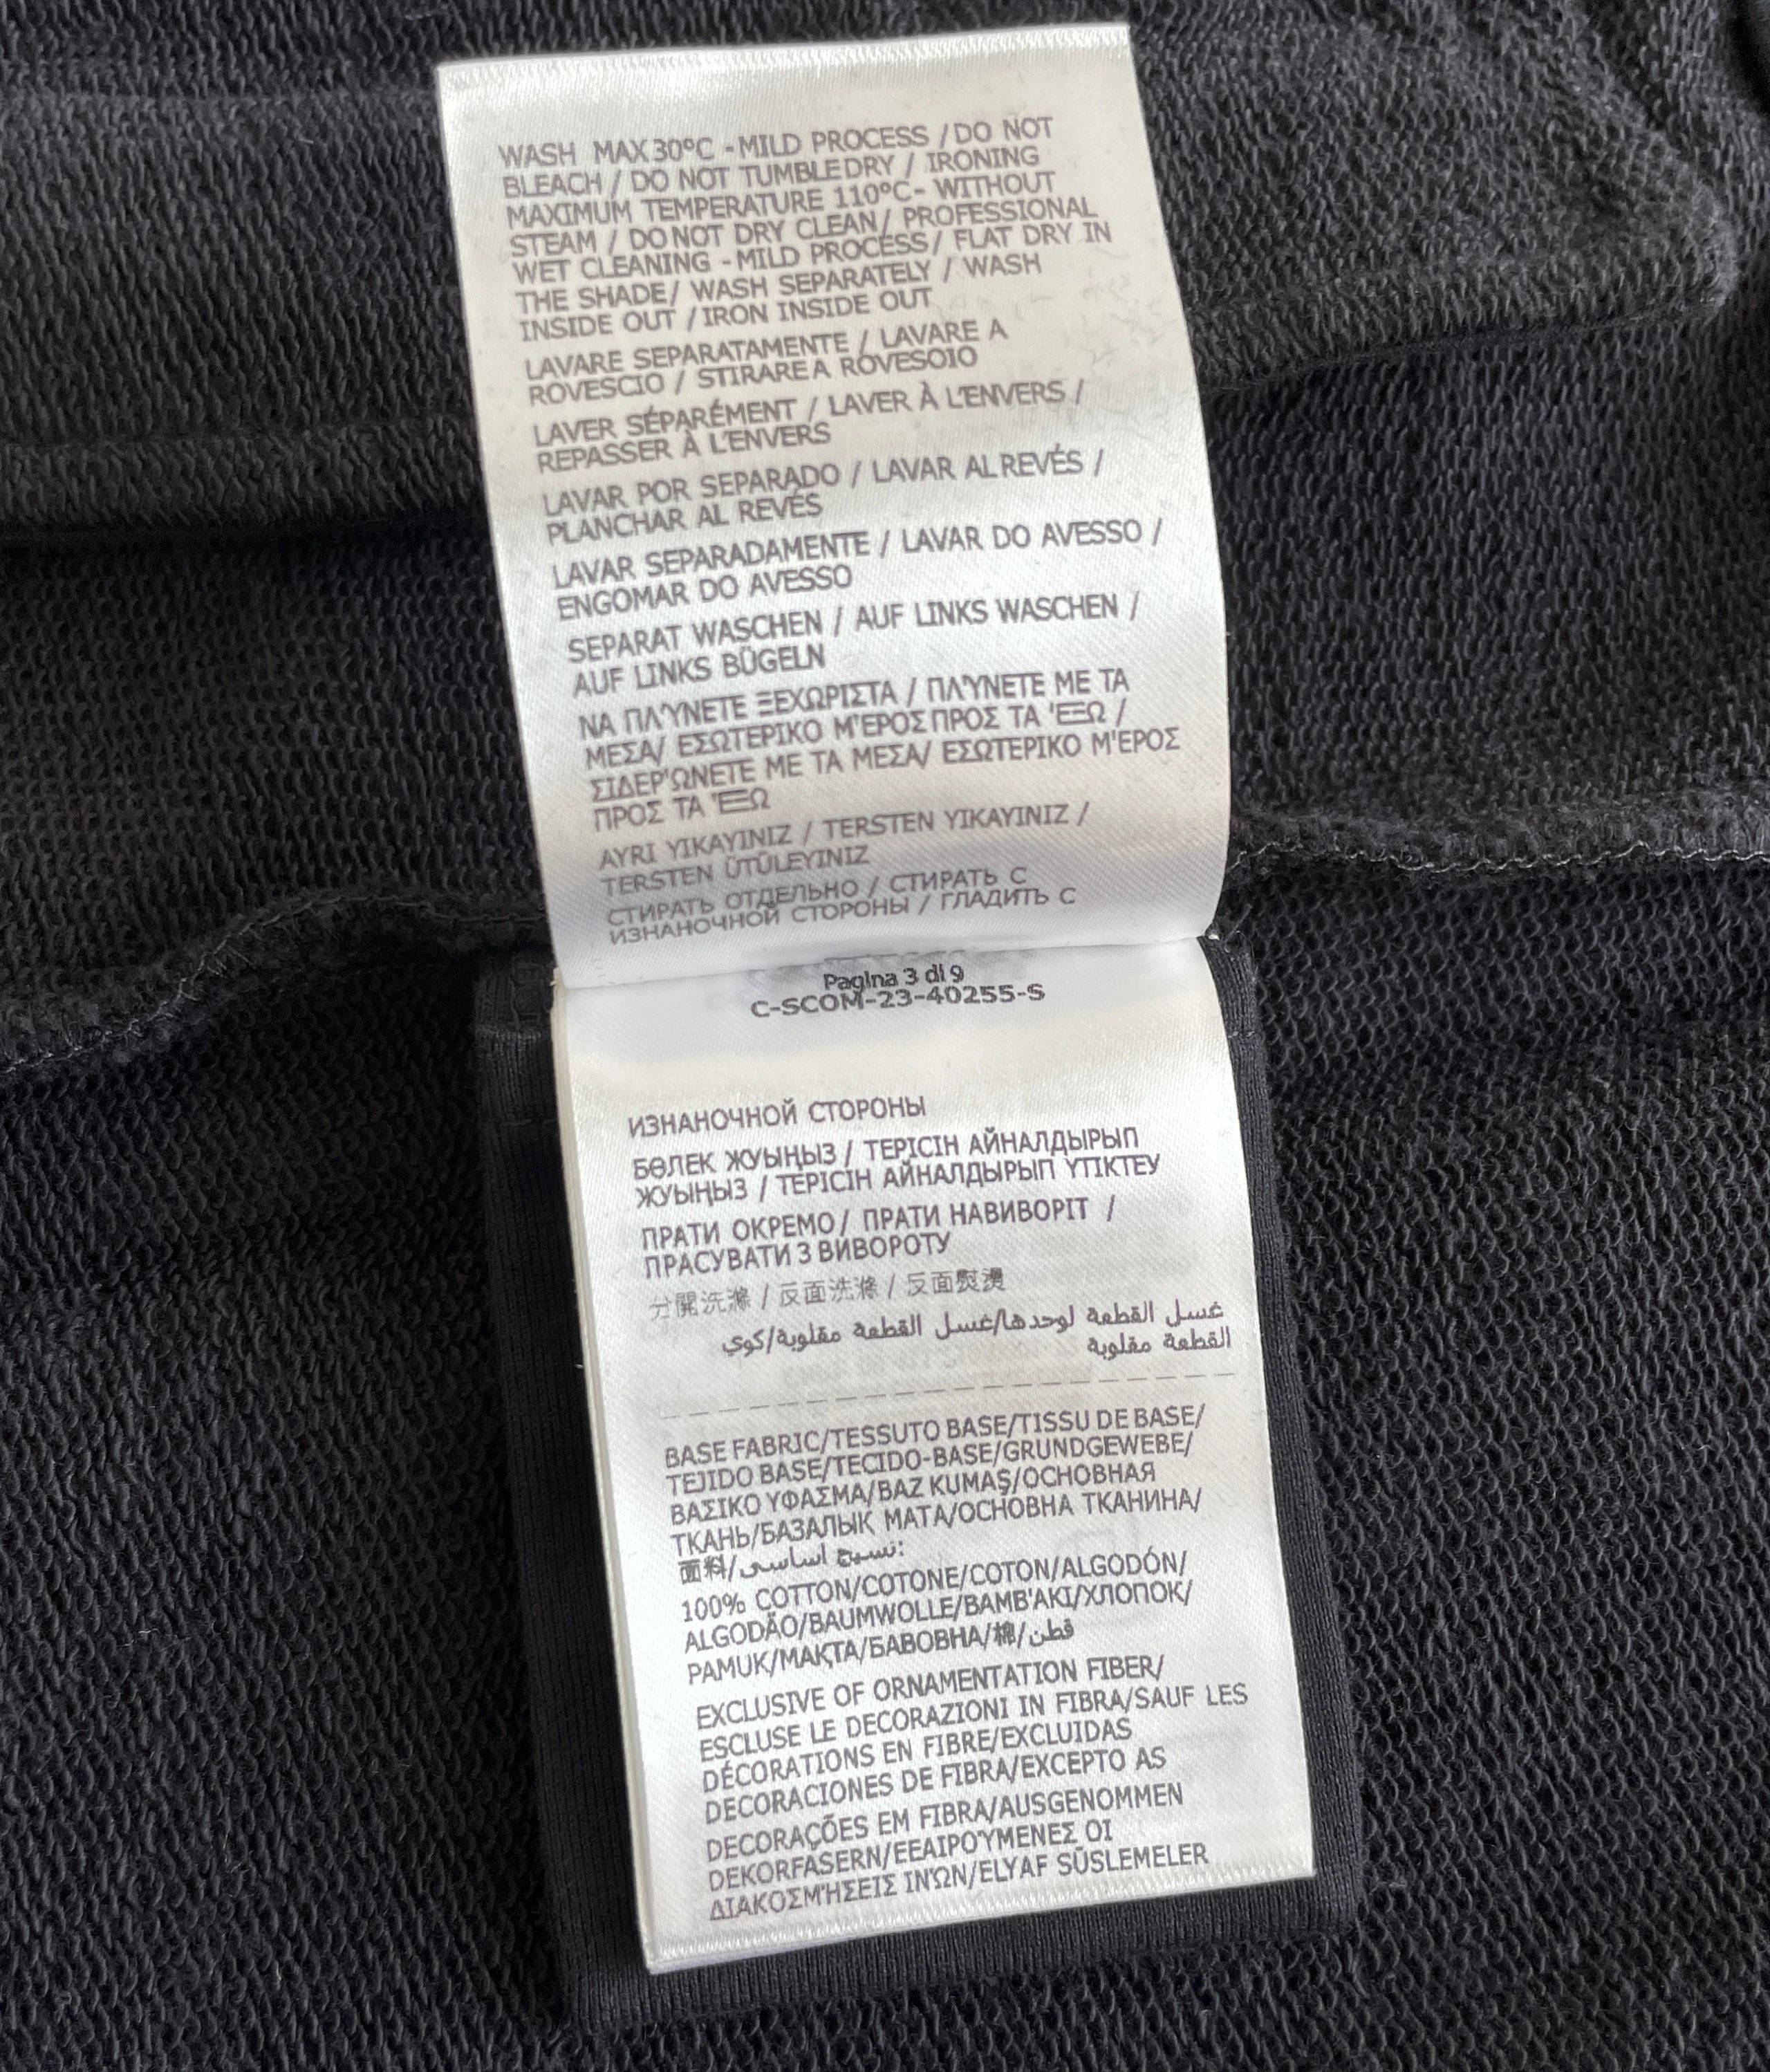 WASH MAX 30°C - MILD PROCESS / DO NOT
BLEACH / DO NOT TUMBLE DRY / IRONING
MAXIMUM TEMPERATURE 110°C - WITHOUT
STEAM / DO NOT DRY CLEAN / PROFESSIONAL
WET CLEANING - MILD PROCESS / FLAT DRY IN
THE SHADE / WASH SEPARATELY / WASH
INSIDE OUT / IRON INSIDE OUT
LAVARE SEPARATAMENTE / LAVARE A
ROVESCIO / STIRARE A ROVESOIO
LAVER SÉPARÉMENT / LAVER À L'ENVERS /
REPASSER À L'ENVERS
LAVAR POR SEPARADO / LAVAR AL REVÉS /
PLANCHAR AL REVÉS
LAVAR SEPARADAMENTE / LAVAR DO AVESSO /
ENGOMAR DO AVESSO
SEPARAT WASCHEN / AUF LINKS WASCHEN /
AUF LINKS BÜGELN
ΝΑ ΠΛ'ΥΝΕΤΕ ΞΕΧΩΡΙΣΤΑ / ΠΛ'ΥΝΕΤΕ ΜΕ ΤΑ
ΜΕΣΑ/ ΕΣΩΤΕΡΙΚΟ Μ'ΕΡΟΣ ΠΡΟΣ ΤΑ 'ΕΞΩ /
ΣΙΔΕΡ'ΩΝΕΤΕ ΜΕ ΤΑ ΜΕΣΑ/ ΕΣΩΤΕΡΙΚΟ Μ'ΕΡΟΣ
ΠΡΟΣ ΤΑ 'ΕΞΩ
AYRI YIKAYINIZ / TERSTEN YIKAYINIZ /
TERSTEN ÜTÜLEYINIZ
СТИРАТЬ ОТДЕЛЬНО / СТИРАТЬ С
ИЗНАНОЧНОЙ СТОРОНЫ / ГЛАДИТЬ С
Pagina 3 di 9
C-SCOM-23-40255-S
ИЗНАНОЧНОЙ СТОРОНЫ
БӨЛЕК ЖУЫҢЫЗ / ТЕРІСІН АЙНАЛДЫРЫП
ЖУЫҢЫЗ / ТЕРІСІН АЙНАЛДЫРЫП ҮТІКТЕУ
ПРАТИ ОКРЕМО / ПРАТИ НАВИВОРІТ /
ПРАСУВАТИ З ВИВОРОТУ
分開洗滌 / 反面洗滌 / 反面熨燙
غسل القطعة لوحدها/غسل القطعة مقلوبة/كوي
القطعة مقلوبة
BASE FABRIC/TESSUTO BASE/TISSU DE BASE/
TEJIDO BASE/TECIDO-BASE/GRUNDGEWEBE/
ΒΑΣΙΚΟ ΥΦΑΣΜΑ/BAZ KUMAŞ/ОСНОВНАЯ
ТКАНЬ/БАЗАЛЫК МАТА/ОСНОВНА ТКАНИНА/
面料/نسيج اساسي:
100% COTTON/COTONE/COTON/ALGODÓN/
ALGODÃO/BAUMWOLLE/ΒΑΜΒ'ΑΚΙ/ХЛОПОК/
PAMUK/МАҚТА/БАВОВНА/棉/قطن
EXCLUSIVE OF ORNAMENTATION FIBER/
ESCLUSE LE DECORAZIONI IN FIBRA/SAUF LES
DÉCORATIONS EN FIBRE/EXCLUIDAS
DECORACIONES DE FIBRA/EXCEPTO AS
DECORAÇÕES EM FIBRA/AUSGENOMMEN
DEKORFASERN/ΕΕΑΙΡΟ'ΥΜΕΝΕΣ ΟΙ
ΔΙΑΚΟΣΜ'ΗΣΕΙΣ ΙΝ'ΩΝ/ELYAF SÜSLEMELER